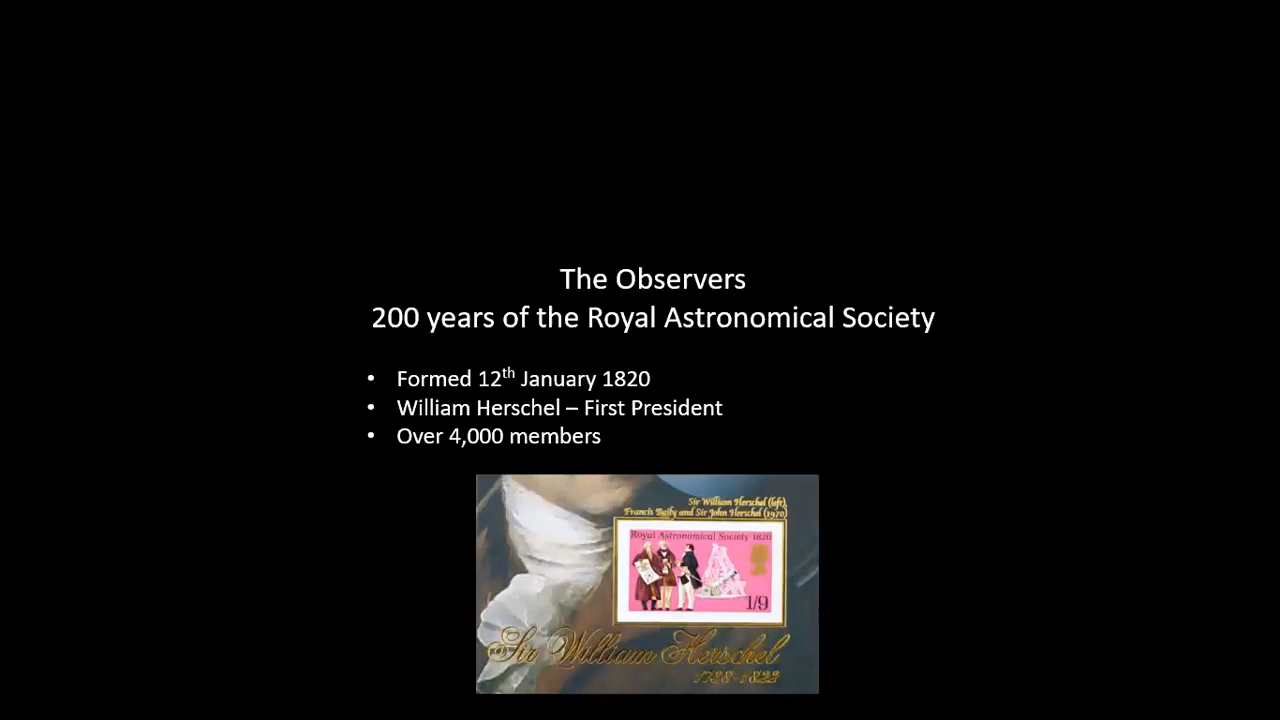 The Observers
200 years of the Royal Astronomical Society
• Formed 12th January 1820
• William Herschel – First President
• Over 4,000 members
Sir William Herschel (left),
Francis Baily and Sir John Herschel (1970)
Royal Astronomical Society 1820
1/9
Sir William Herschel
1738-1822